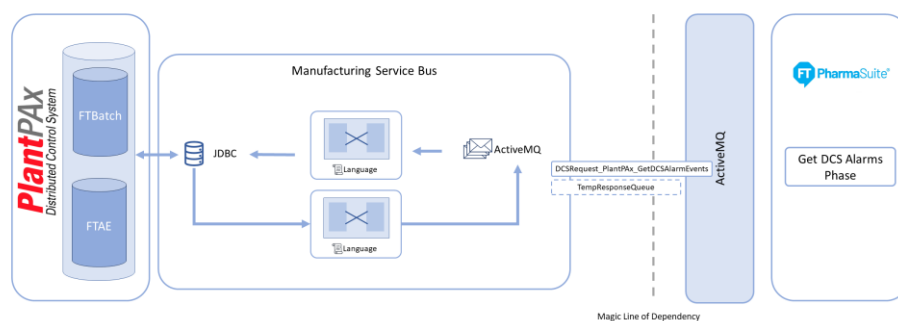 PlantPAx
Distributed Control System
FTBatch
FTAE
Manufacturing Service Bus
JDBC
Language
ActiveMQ
Language
DCSRequest_PlantPAx_GetDCSAlarmEvents
TempResponseQueue
Magic Line of Dependency
ActiveMQ
FT PharmaSuite®
Get DCS Alarms
Phase